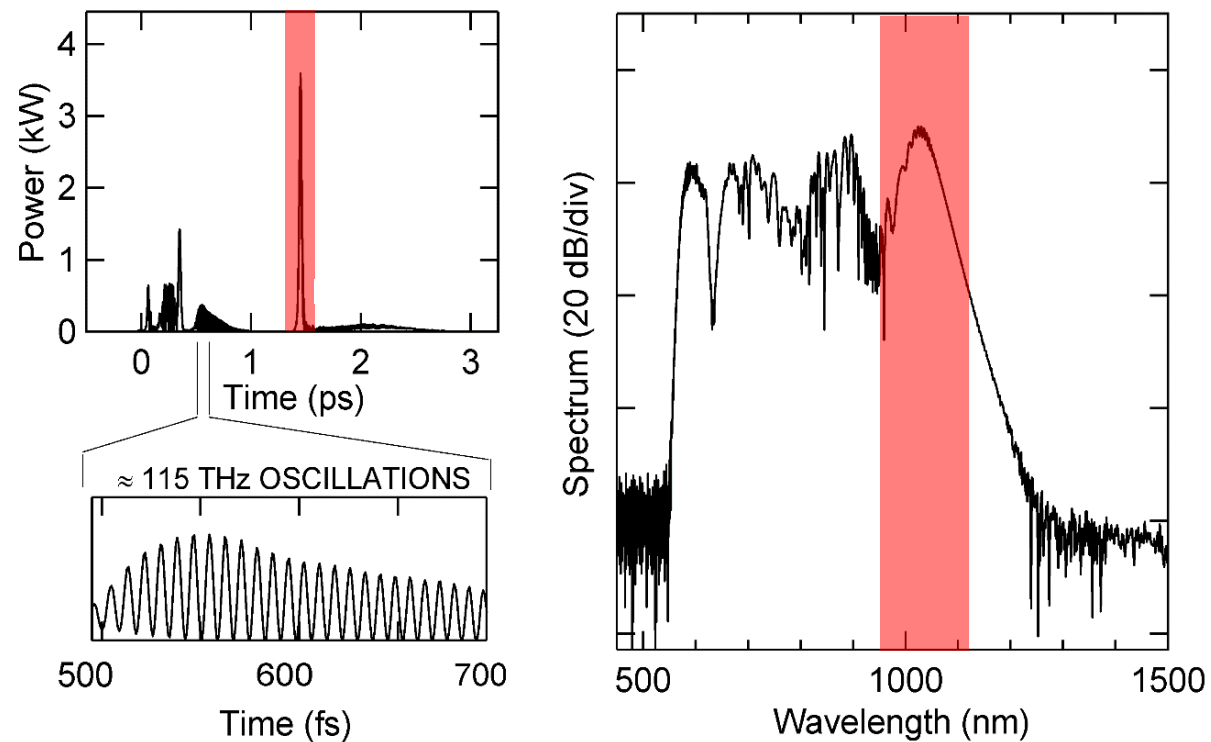 Power (kW)
4
3
2
1
0
0 1 2 3
Time (ps)
≈ 115 THz OSCILLATIONS
500 600 700
Time (fs)
Spectrum (20 dB/div)
500 1000 1500
Wavelength (nm)